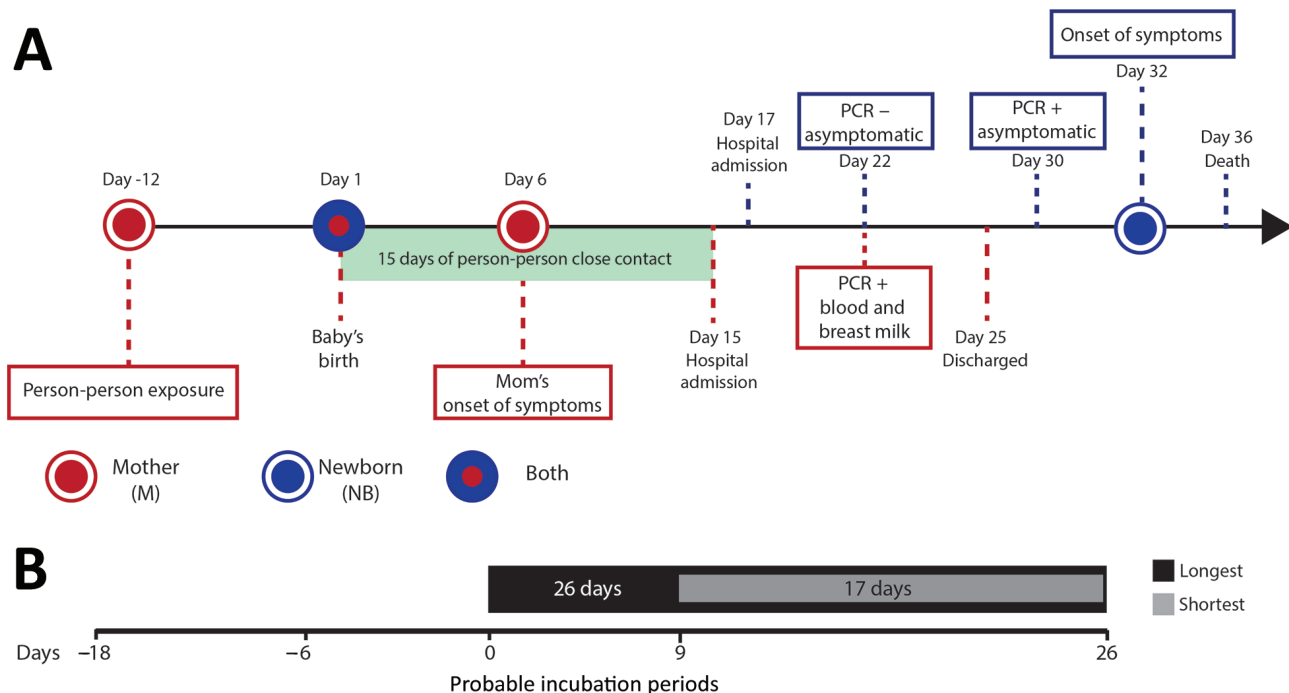 A
Onset of symptoms
Day 32
Day 17
Hospital
admission
PCR –
asymptomatic
Day 22
PCR +
asymptomatic
Day 30
Day 36
Death
Day -12
Day 1
Day 6
15 days of person-person close contact
Baby's
birth
Day 15
Hospital
admission
PCR +
blood and
breast milk
Day 25
Discharged
Person-person exposure
Mom's
onset of symptoms
Mother
(M)
Newborn
(NB)
Both
B
26 days
17 days
Longest
Shortest
Days
–18
–6
0
9
26
Probable incubation periods